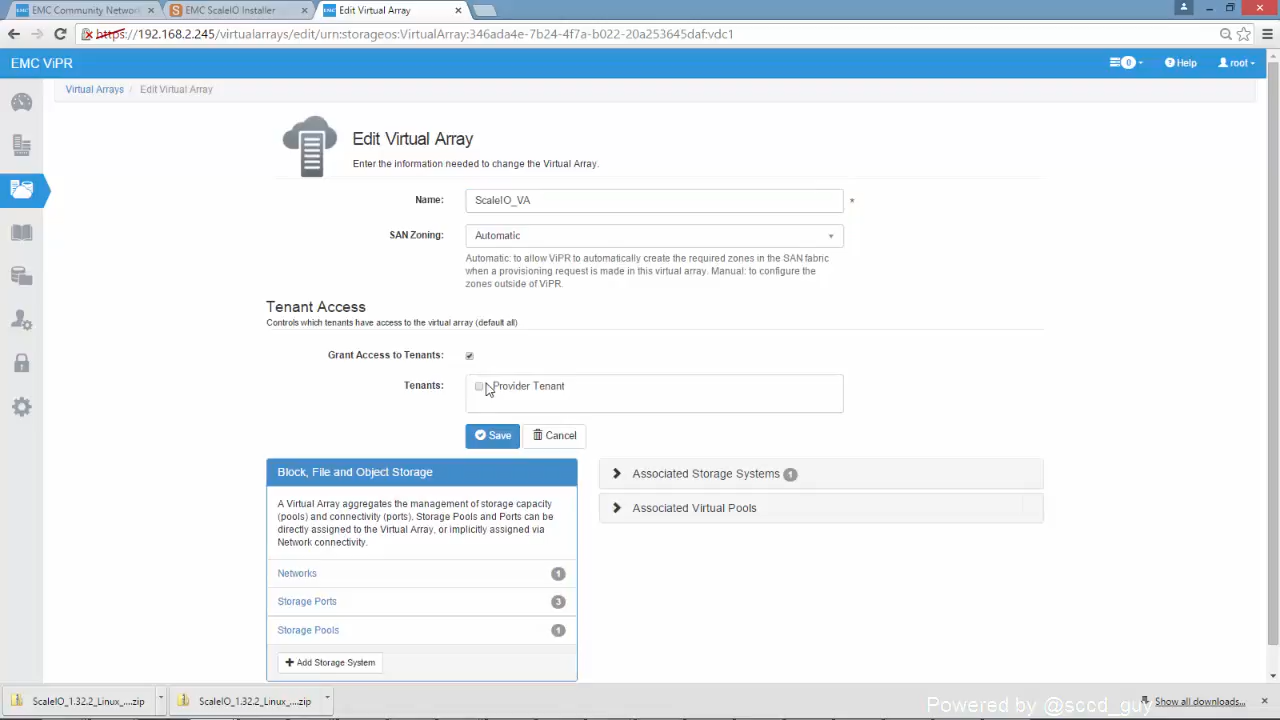 EMC Community Network
EMC ScaleIO Installer
Edit Virtual Array
https://192.168.2.245/virtualarrays/edit/urn:storageos:VirtualArray:346ada4e-7b24-4f7a-b022-20a253645daf:vdc1
EMC ViPR
0
Help
root
Virtual Arrays / Edit Virtual Array
Edit Virtual Array
Enter the information needed to change the Virtual Array.
Name: ScaleIO_VA *
SAN Zoning: Automatic
Automatic: to allow ViPR to automatically create the required zones in the SAN fabric
when a provisioning request is made in this virtual array. Manual: to configure the
zones outside of ViPR.
Tenant Access
Controls which tenants have access to the virtual array (default all)
Grant Access to Tenants:
Tenants: Provider Tenant
Save Cancel
Block, File and Object Storage
A Virtual Array aggregates the management of storage capacity
(pools) and connectivity (ports). Storage Pools and Ports can be
directly assigned to the Virtual Array, or implicitly assigned via
Network connectivity.
Networks 1
Storage Ports 3
Storage Pools 1
Add Storage System
Associated Storage Systems 1
Associated Virtual Pools
ScaleIO_1.32.2_Linux_....zip
ScaleIO_1.32.2_Linux_....zip
Show all downloads...
Powered by @sccd_guy